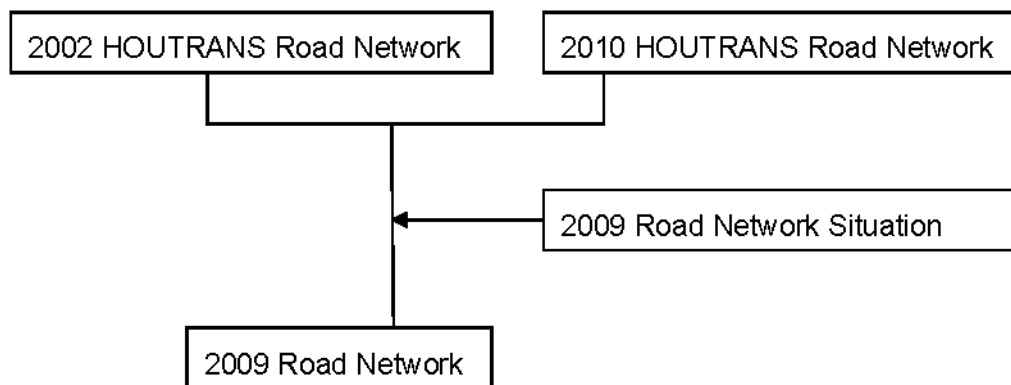 2002 HOUTRANS Road Network
2010 HOUTRANS Road Network
2009 Road Network Situation
2009 Road Network